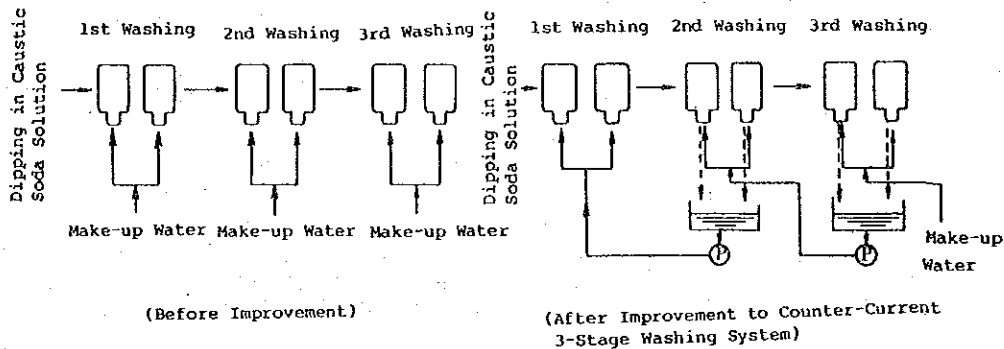 Dipping in Caustic
Soda Solution
1st Washing
2nd Washing
3rd Washing
Make-up Water
Make-up Water
Make-up Water
(Before Improvement)
Dipping in Caustic
Soda Solution
1st Washing
2nd Washing
3rd Washing
P
P
Make-up
Water
(After Improvement to Counter-Current
3-Stage Washing System)